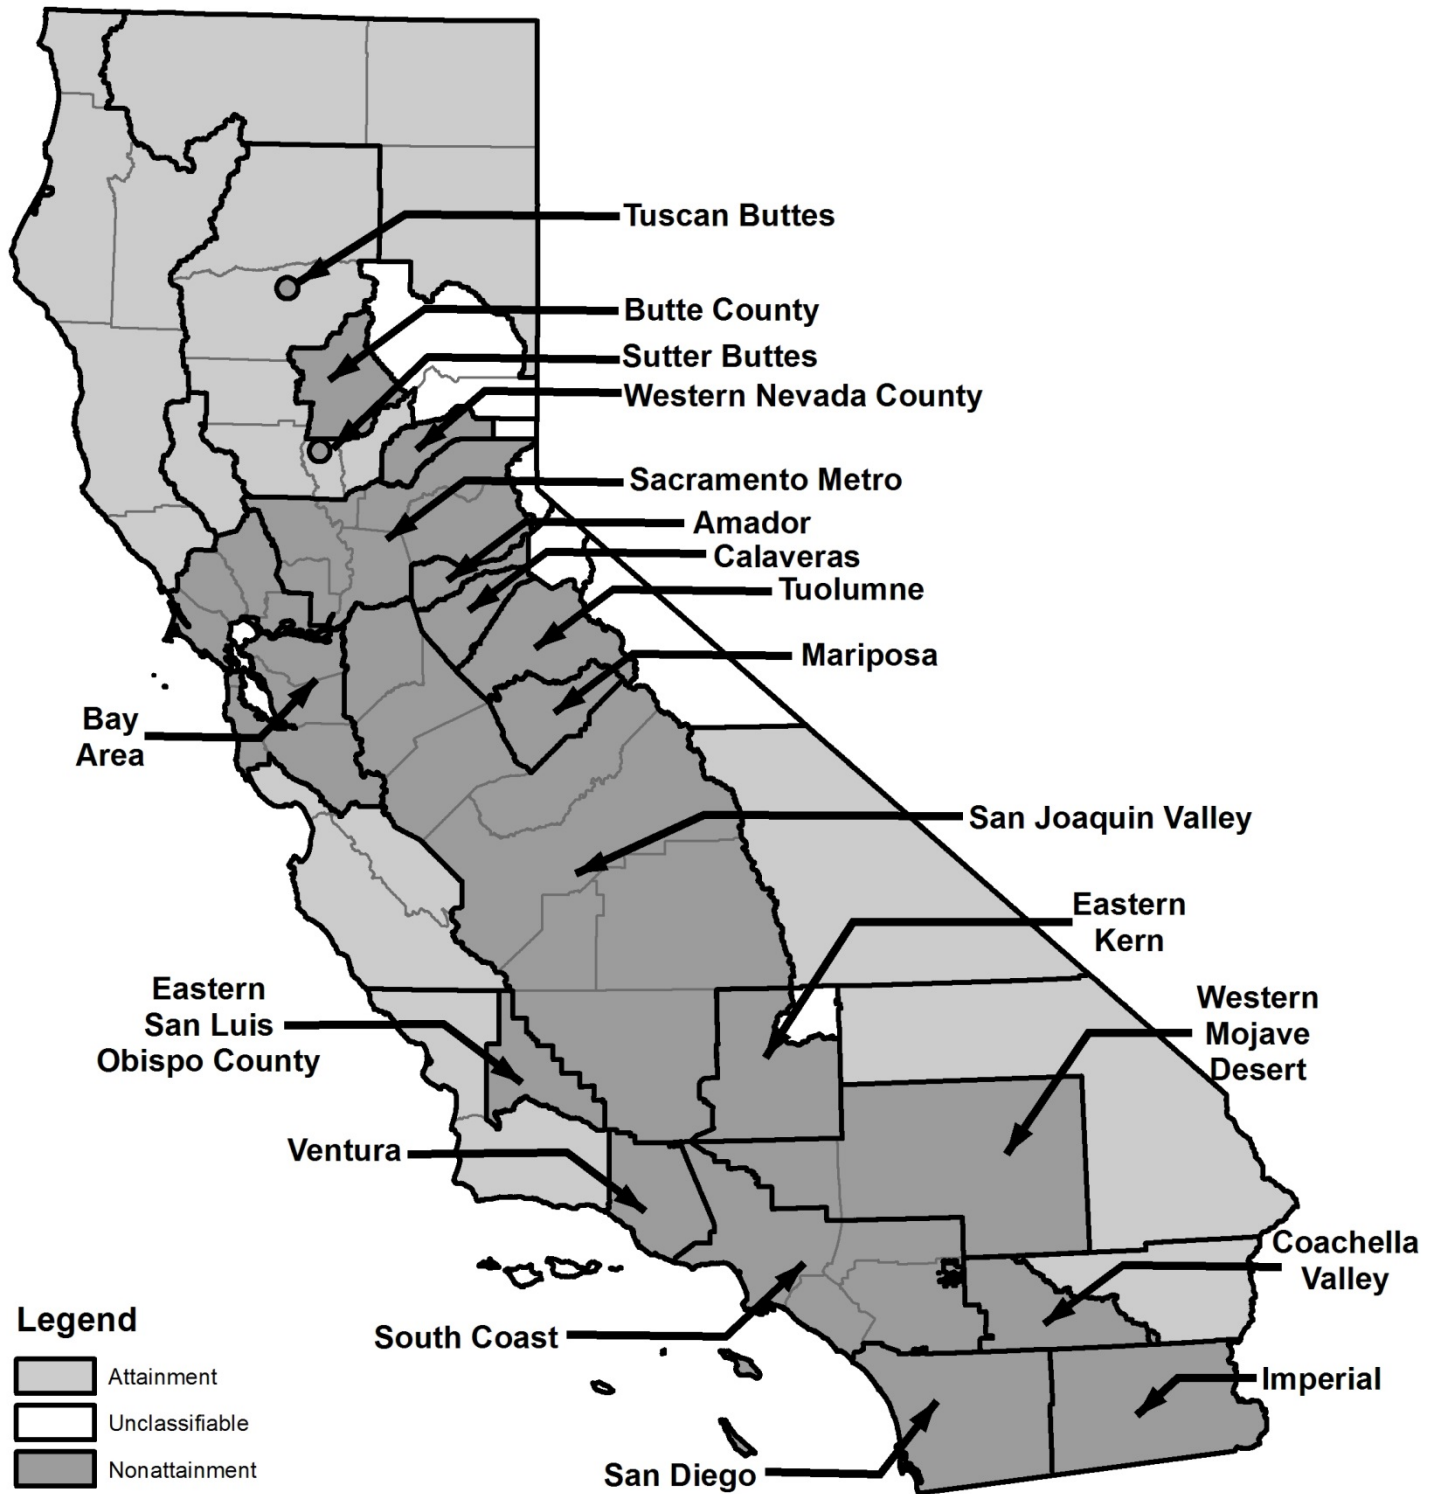 Tuscan Buttes
Butte County
Sutter Buttes
Western Nevada County
Sacramento Metro
Amador
Calaveras
Tuolumne
Mariposa
Bay
Area
San Joaquin Valley
Eastern
Kern
Eastern
San Luis
Obispo County
Western
Mojave
Desert
Ventura
Coachella
Valley
South Coast
Imperial
San Diego
Legend
Attainment
Unclassifiable
Nonattainment